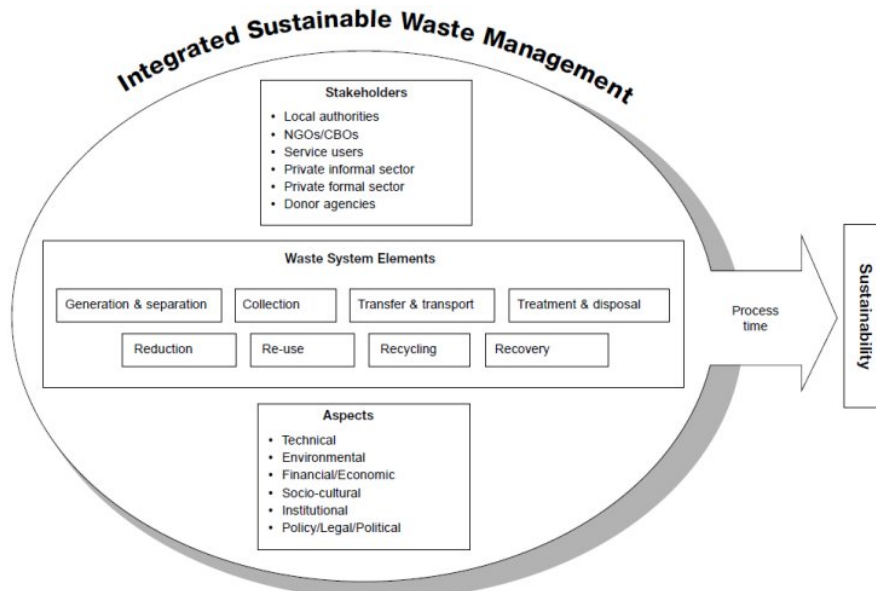 Integrated Sustainable Waste Management
Stakeholders
• Local authorities
• NGOs/CBOs
• Service users
• Private informal sector
• Private formal sector
• Donor agencies
Waste System Elements
Generation & separation
Collection
Transfer & transport
Treatment & disposal
Reduction
Re-use
Recycling
Recovery
Aspects
• Technical
• Environmental
• Financial/Economic
• Socio-cultural
• Institutional
• Policy/Legal/Political
Process
time
Sustainability